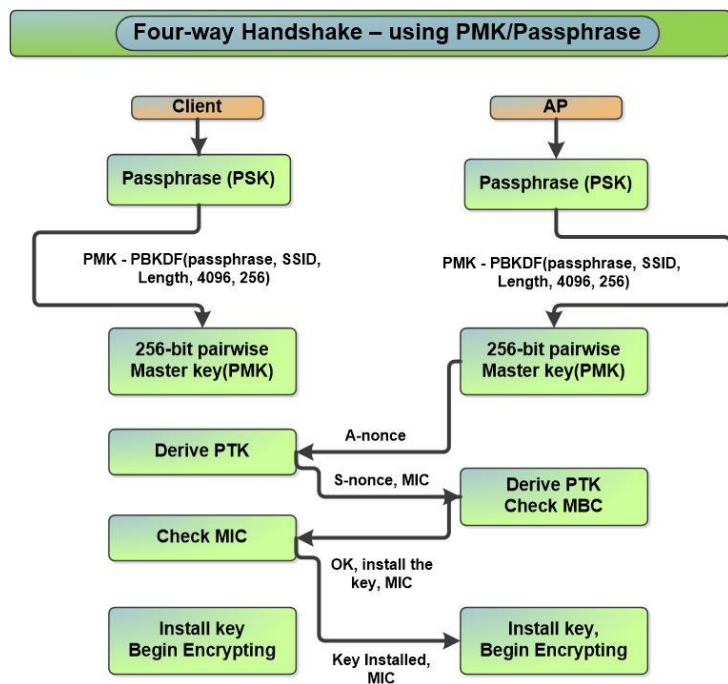 Four-way Handshake – using PMK/Passphrase
Client
AP
Passphrase (PSK)
Passphrase (PSK)
PMK - PBKDF(passphrase, SSID,
Length, 4096, 256)
PMK - PBKDF(passphrase, SSID,
Length, 4096, 256)
256-bit pairwise
Master key(PMK)
256-bit pairwise
Master key(PMK)
A-nonce
Derive PTK
S-nonce, MIC
Derive PTK
Check MBC
Check MIC
OK, install the
key, MIC
Install key
Begin Encrypting
Install key,
Begin Encrypting
Key Installed,
MIC